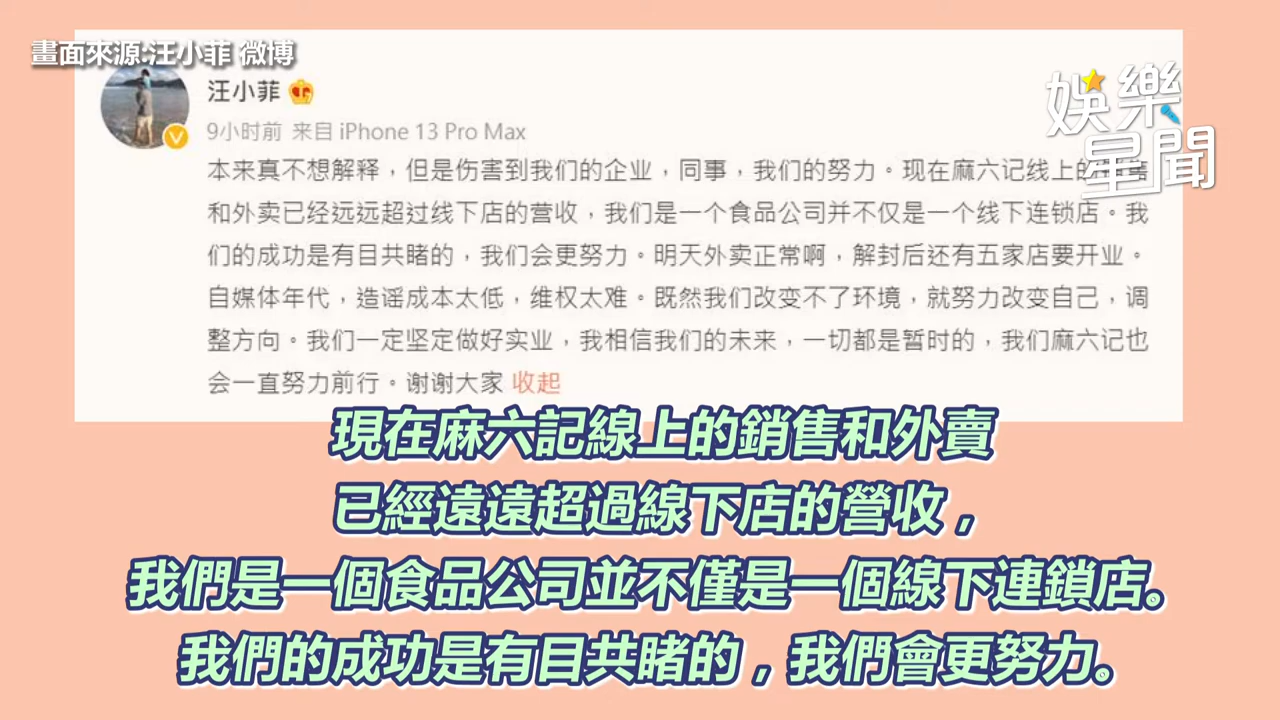 畫面來源:汪小菲 微博
娛樂星聞
汪小菲
9小时前 来自 iPhone 13 Pro Max
本来真不想解释，但是伤害到我们的企业，同事，我们的努力。现在麻六记线上的销售
和外卖已经远远超过线下店的营收，我们是一个食品公司并不仅是一个线下连锁店。我
们的成功是有目共睹的，我们会更努力。明天外卖正常啊，解封后还有五家店要开业。
自媒体年代，造谣成本太低，维权太难。既然我们改变不了环境，就努力改变自己，调
整方向。我们一定坚定做好实业，我相信我们的未来，一切都是暂时的，我们麻六记也
会一直努力前行。谢谢大家 收起
現在麻六記線上的銷售和外賣
已經遠遠超過線下店的營收，
我們是一個食品公司並不僅是一個線下連鎖店。
我們的成功是有目共睹的，我們會更努力。